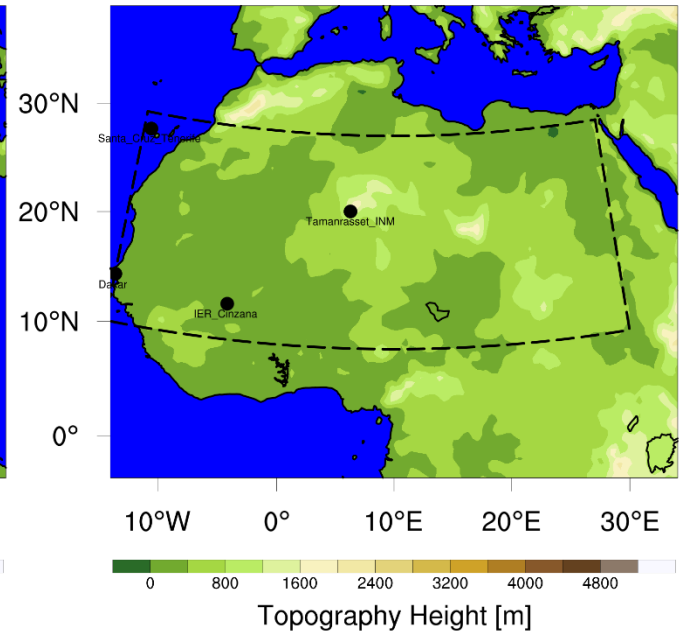 30°N
Santa_Cruz_Tenerife
20°N
Tamanrasset_INM
Dacar
10°N
IER_Cinzana
0°
10°W 0° 10°E 20°E 30°E
0 800 1600 2400 3200 4000 4800
Topography Height [m]